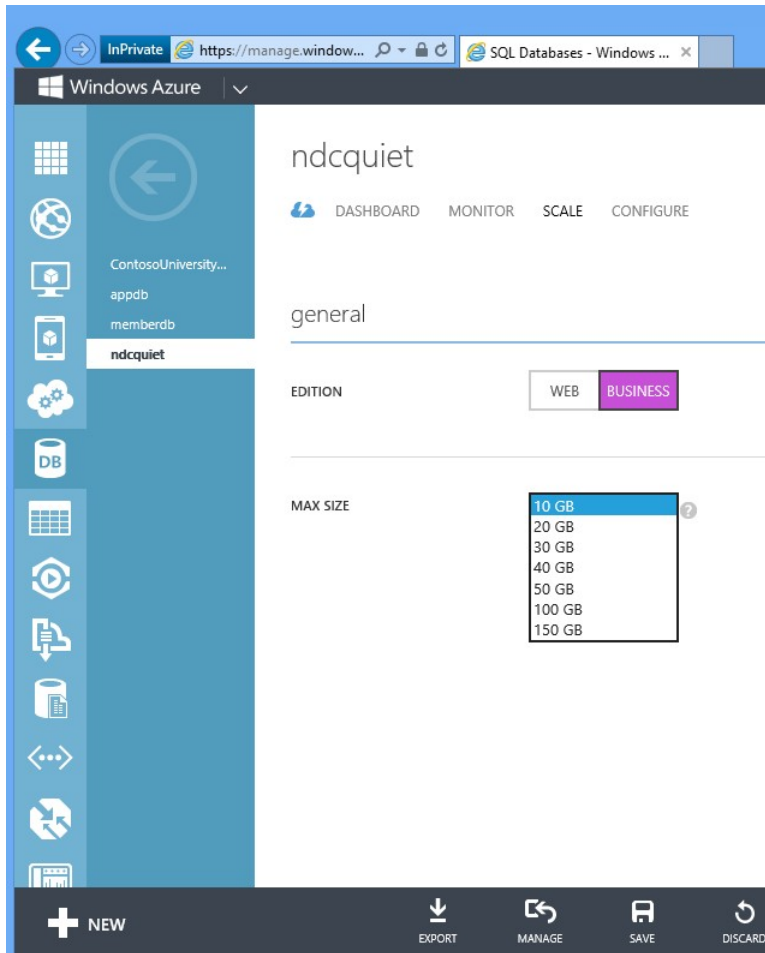 InPrivate https://manage.window... SQL Databases - Windows ...
Windows Azure
ndcquiet
DASHBOARD MONITOR SCALE CONFIGURE
ContosoUniversity...
appdb
memberdb
ndcquiet
general
EDITION WEB BUSINESS
DB
MAX SIZE
10 GB
20 GB
30 GB
40 GB
50 GB
100 GB
150 GB
?
NEW
EXPORT MANAGE SAVE DISCARD